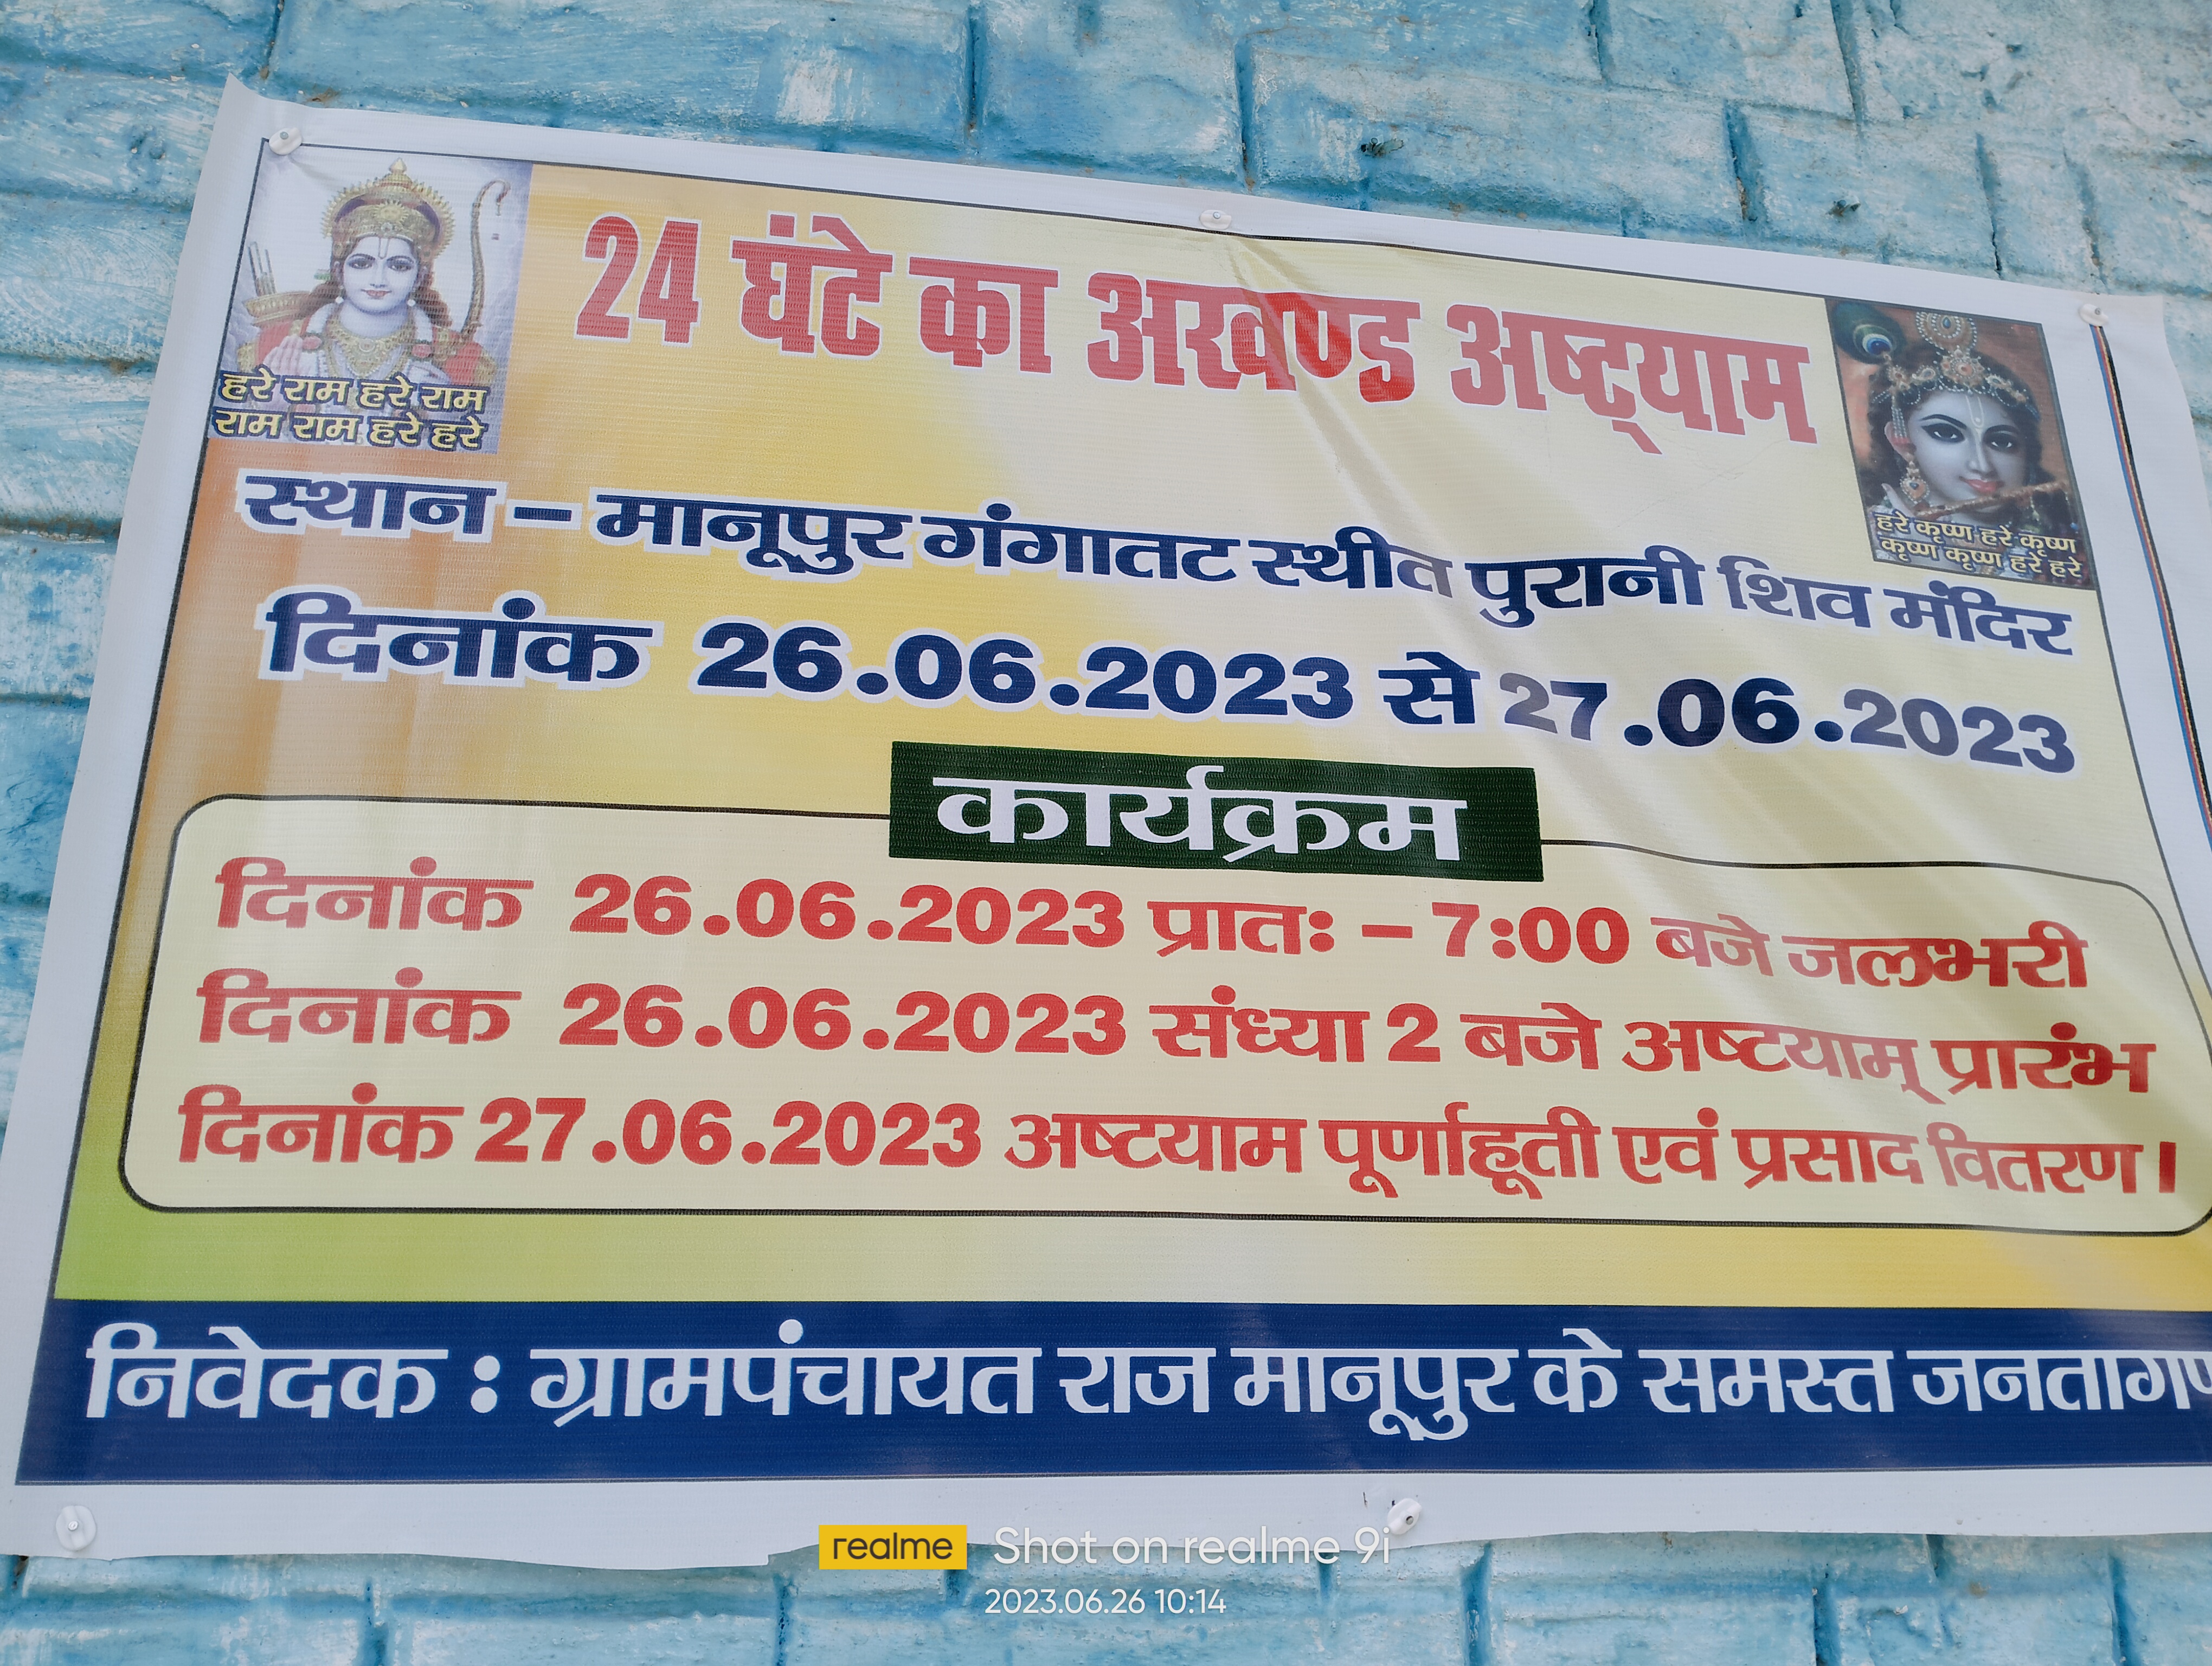 24 घंटे का अखण्ड अष्ट्याम
हरे राम हरे राम
राम राम हरे हरे
हरे कृष्ण हरे कृष्ण
कृष्ण कृष्ण हरे हरे
स्थान – मानूपुर गंगातट स्थीत पुरानी शिव मंदिर
दिनांक 26.06.2023 से 27.06.2023
कार्यक्रम
दिनांक 26.06.2023 प्रातः – 7:00 बजे जलभरी
दिनांक 26.06.2023 संध्या 2 बजे अष्टयाम् प्रारंभ
दिनांक 27.06.2023 अष्टयाम पूर्णाहूती एवं प्रसाद वितरण।
निवेदक : ग्रामपंचायत राज मानूपुर के समस्त
realme Shot on realme 9i
2023.06.26 10:14